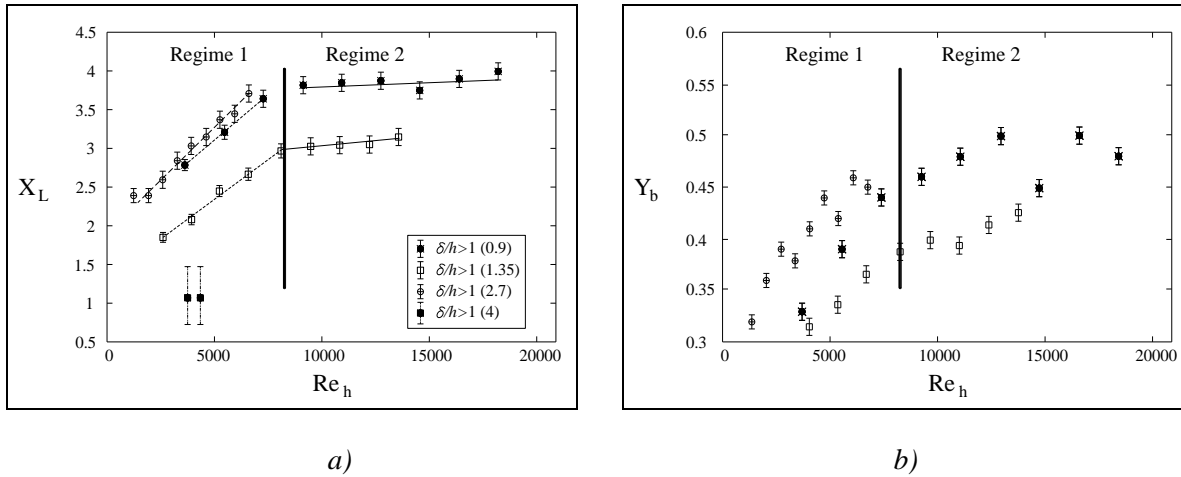 Regime 1 Regime 2
4.5
4
3.5
3
2.5
2
1.5
1
0.5
X_L
0 5000 10000 15000 20000
Re_h
δ/h>1 (0.9)
δ/h>1 (1.35)
δ/h>1 (2.7)
δ/h>1 (4)
a)
Regime 1 Regime 2
0.6
0.55
0.5
0.45
0.4
0.35
0.3
Y_b
0 5000 10000 15000 20000
Re_h
b)